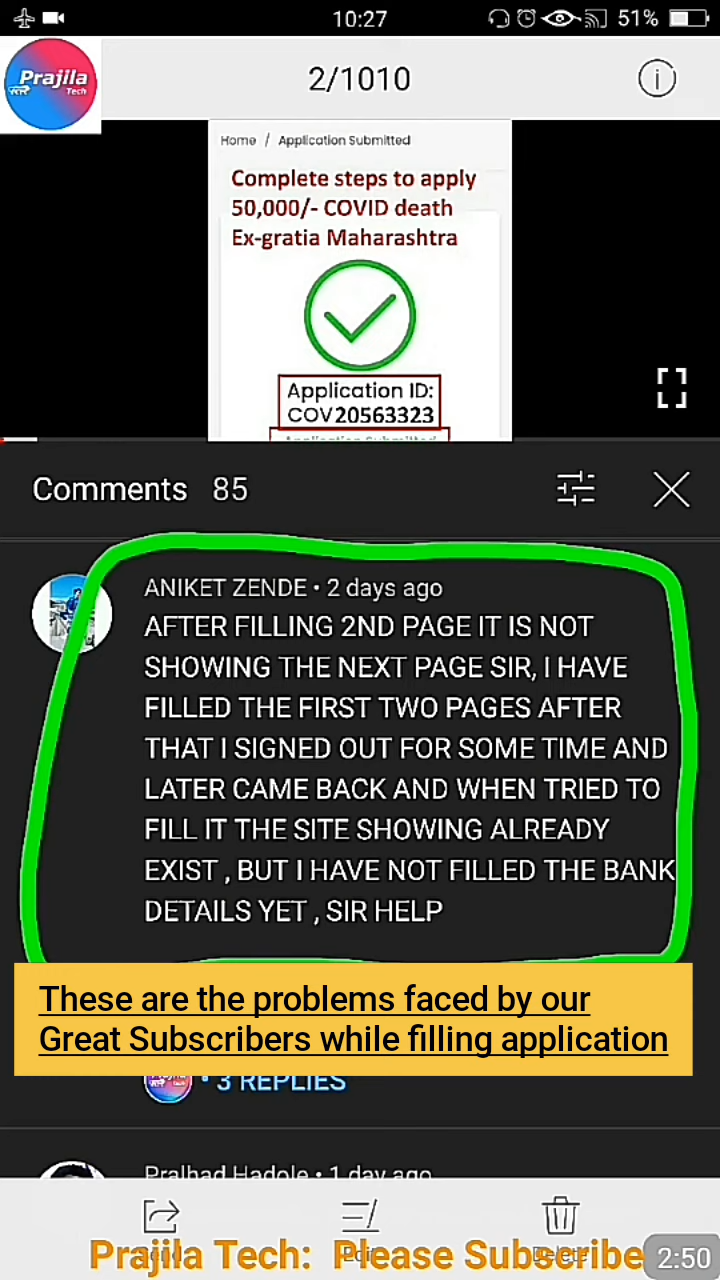 10:27
51%
Prajila
Tech
2/1010
Home / Application Submitted
Complete steps to apply
50,000/- COVID death
Ex-gratia Maharashtra
Application ID:
COV20563323
Application Submitted
Comments 85
ANIKET ZENDE • 2 days ago
AFTER FILLING 2ND PAGE IT IS NOT
SHOWING THE NEXT PAGE SIR, I HAVE
FILLED THE FIRST TWO PAGES AFTER
THAT I SIGNED OUT FOR SOME TIME AND
LATER CAME BACK AND WHEN TRIED TO
FILL IT THE SITE SHOWING ALREADY
EXIST , BUT I HAVE NOT FILLED THE BANK
DETAILS YET , SIR HELP
These are the problems faced by our
Great Subscribers while filling application
• 3 REPLIES
Pralhad Hadole • 1 day ago
Prajila Tech: Please Subscribe
2:50